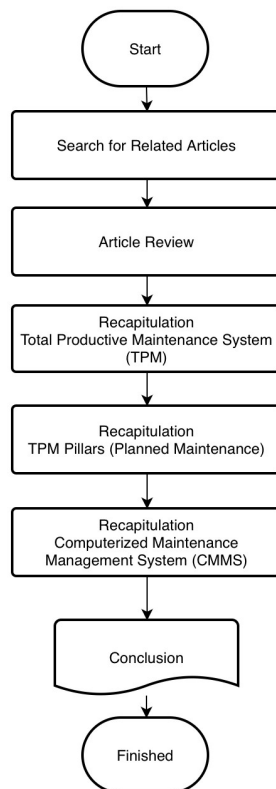 Start
Search for Related Articles
Article Review
Recapitulation
Total Productive Maintenance System
(TPM)
Recapitulation
TPM Pillars (Planned Maintenance)
Recapitulation
Computerized Maintenance
Management System (CMMS)
Conclusion
Finished